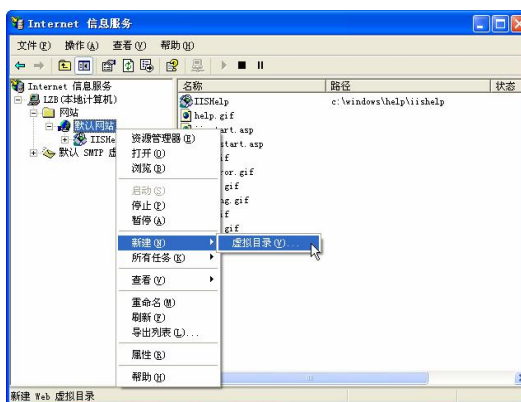 Internet 信息服务
文件(F) 操作(A) 查看(V) 帮助(H)
Internet 信息服务
LZB(本地计算机)
网站
默认网站
IISHe
默认 SMTP 虚
名称 路径 状态
IISHelp c:\windows\help\iishelp
help.gif
start.asp
start.asp
if
or.gif
gif
if
gif
资源管理器(E)
打开(O)
浏览(B)
启动(S)
停止(P)
暂停(A)
新建(N)
虚拟目录(V)...
所有任务(K)
查看(V)
重命名(M)
刷新(F)
导出列表(L)...
属性(R)
帮助(H)
新建 Web 虚拟目录